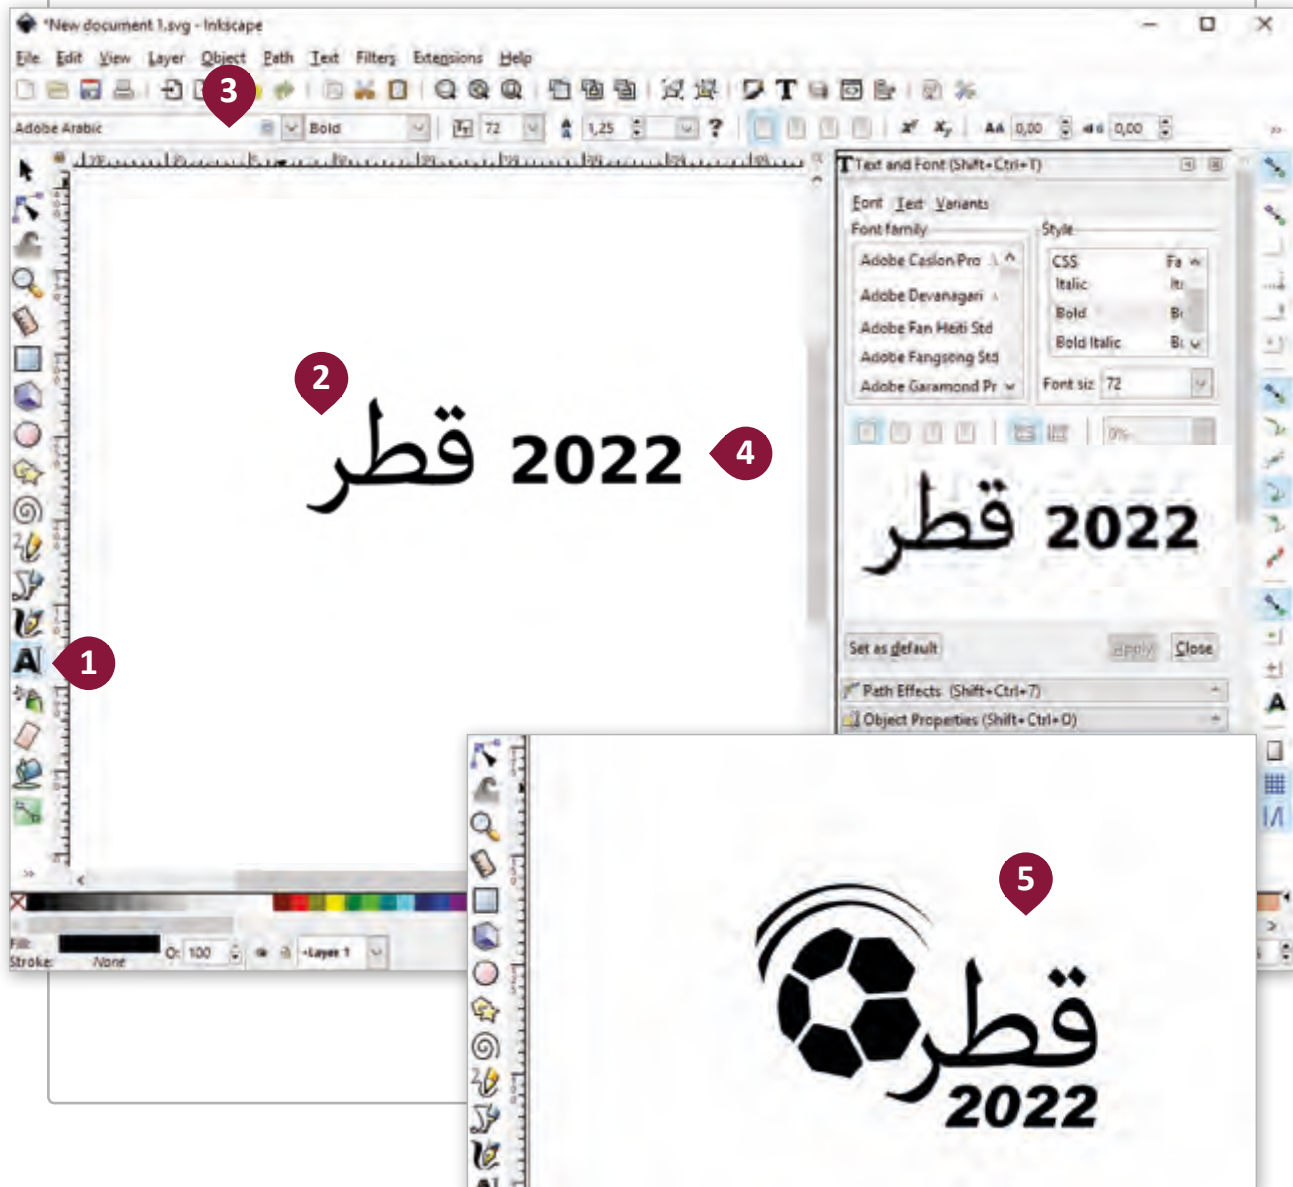 *New document 1.svg - Inkscape
File Edit View Layer Object Path Text Filters Extensions Help
3
Adobe Arabic Bold 72 1,25 ? 0,00 0,00
Text and Font (Shift+Ctrl+T)
Font Text Variants
Font family Style
Adobe Caslon Pro CSS Fa
Adobe Devanagari Italic
Adobe Fan Heiti Std Bold
Adobe Fangsong Std Bold Italic
Adobe Garamond Pr Font siz 72
0%
2
قطر 2022
4
قطر 2022
1
Set as default Apply Close
Path Effects (Shift+Ctrl+7)
Object Properties (Shift+Ctrl+O)
Fill:
Stroke: None O: 100 Layer 1
5
قطر
2022